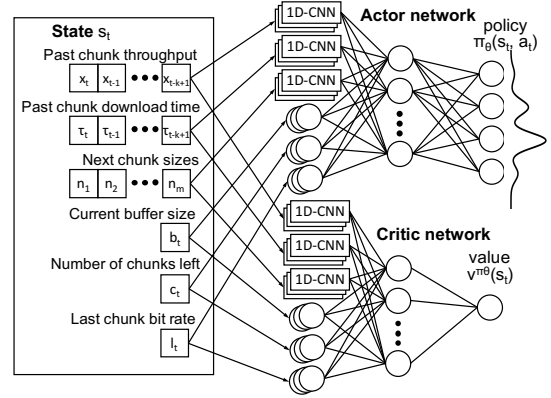 State s_t
Past chunk throughput
x_t x_t-1 ••• x_t-k+1
Past chunk download time
τ_t τ_t-1 ••• τ_t-k+1
Next chunk sizes
n_1 n_2 ••• n_m
Current buffer size
b_t
Number of chunks left
c_t
Last chunk bit rate
l_t
1D-CNN
1D-CNN
1D-CNN
Actor network
policy
π_θ(s_t, a_t)
1D-CNN
1D-CNN
1D-CNN
Critic network
value
v^πθ(s_t)